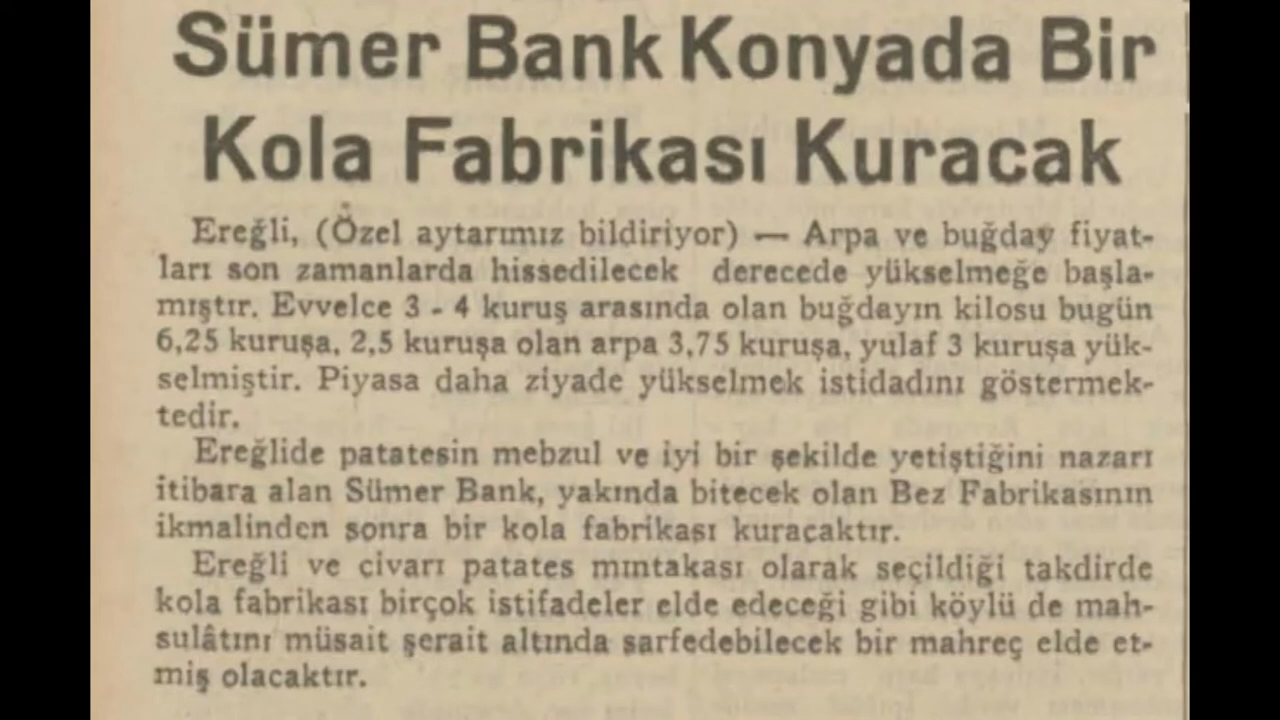 Sümer Bank Konyada Bir
Kola Fabrikası Kuracak
Ereğli, (Özel aytarımız bildiriyor) — Arpa ve buğday fiyat-
ları son zamanlarda hissedilecek derecede yükselmeğe başla-
mıştır. Evvelce 3 - 4 kuruş arasında olan buğdayın kilosu bugün
6,25 kuruşa, 2,5 kuruşa olan arpa 3,75 kuruşa, yulaf 3 kuruşa yük-
selmiştir. Piyasa daha ziyade yükselmek istidadını göstermek-
tedir.
Ereğlide patatesin mebzul ve iyi bir şekilde yetiştiğini nazarı
itibara alan Sümer Bank, yakında bitecek olan Bez Fabrikasının
ikmalinden sonra bir kola fabrikası kuracaktır.
Ereğli ve civarı patates mıntakası olarak seçildiği takdirde
kola fabrikası birçok istifadeler elde edeceği gibi köylü de mah-
sulâtını müsait şerait altında sarfedebilecek bir mahreç elde et-
miş olacaktır.